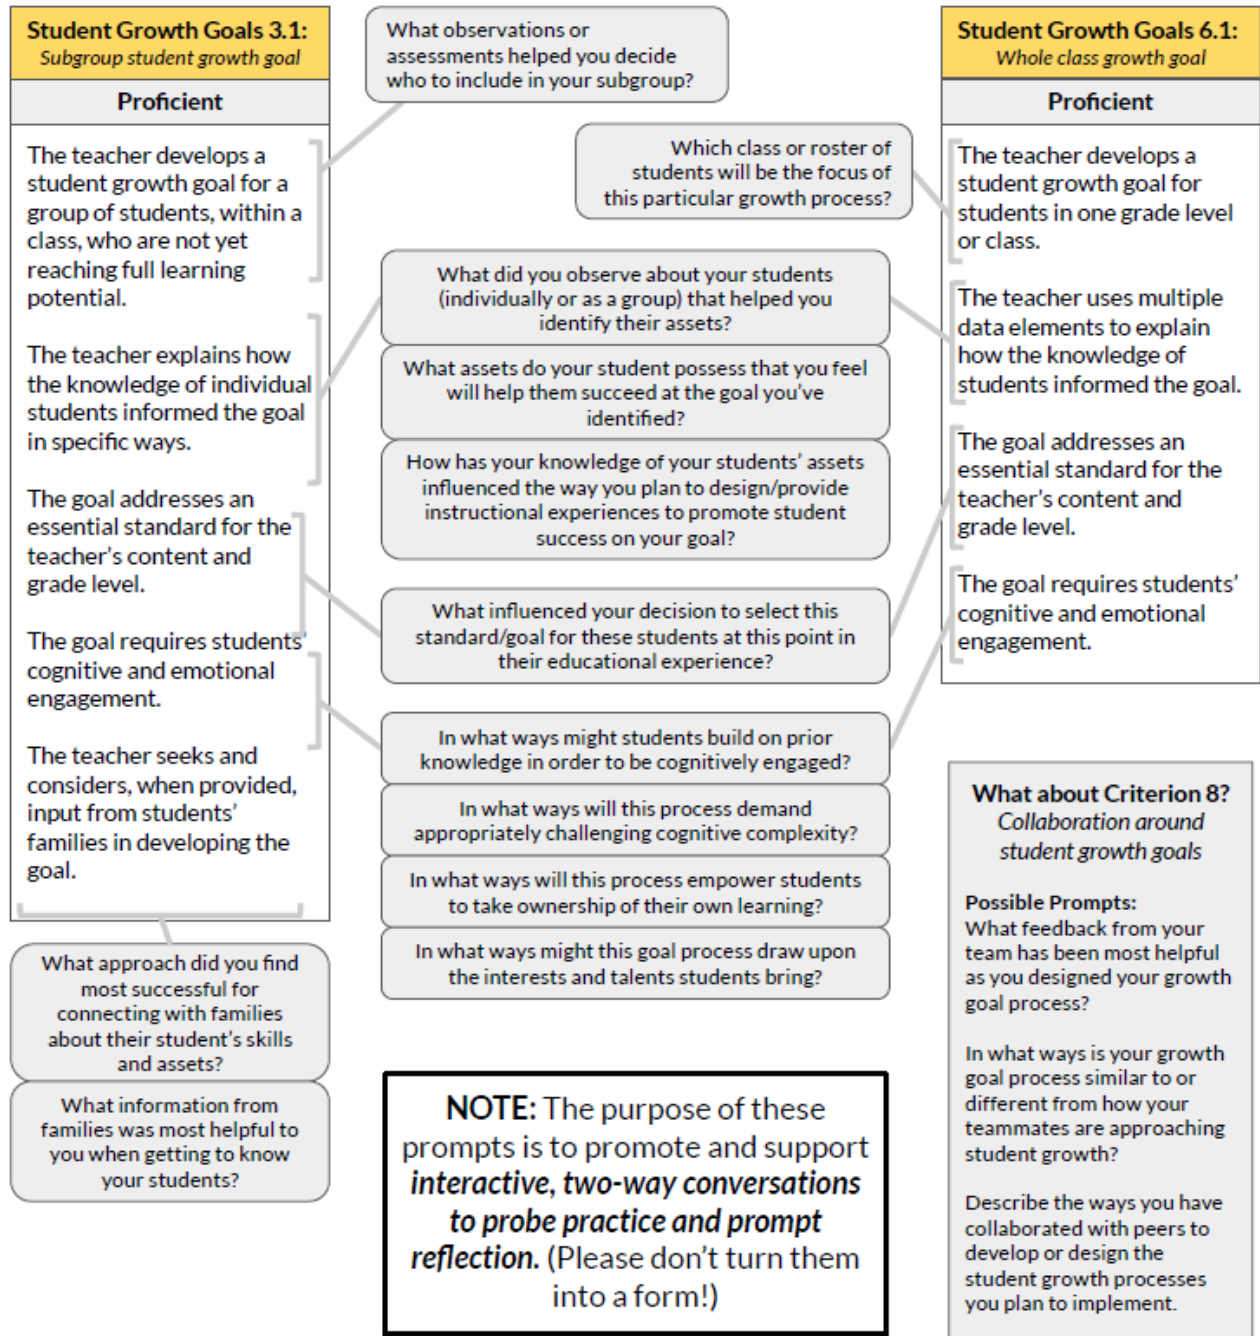 Student Growth Goals 3.1:
Subgroup student growth goal
Proficient
The teacher develops a
student growth goal for a
group of students, within a
class, who are not yet
reaching full learning
potential.
The teacher explains how
the knowledge of individual
students informed the goal
in specific ways.
The goal addresses an
essential standard for the
teacher's content and
grade level.
The goal requires students'
cognitive and emotional
engagement.
The teacher seeks and
considers, when provided,
input from students'
families in developing the
goal.
What approach did you find
most successful for
connecting with families
about their student's skills
and assets?
What information from
families was most helpful to
you when getting to know
your students?
What observations or
assessments helped you decide
who to include in your subgroup?
Which class or roster of
students will be the focus of
this particular growth process?
What did you observe about your students
(individually or as a group) that helped you
identify their assets?
What assets do your student possess that you feel
will help them succeed at the goal you've
identified?
How has your knowledge of your students' assets
influenced the way you plan to design/provide
instructional experiences to promote student
success on your goal?
What influenced your decision to select this
standard/goal for these students at this point in
their educational experience?
In what ways might students build on prior
knowledge in order to be cognitively engaged?
In what ways will this process demand
appropriately challenging cognitive complexity?
In what ways will this process empower students
to take ownership of their own learning?
In what ways might this goal process draw upon
the interests and talents students bring?
NOTE: The purpose of these
prompts is to promote and support
interactive, two-way conversations
to probe practice and prompt
reflection. (Please don't turn them
into a form!)
Student Growth Goals 6.1:
Whole class growth goal
Proficient
The teacher develops a
student growth goal for
students in one grade level
or class.
The teacher uses multiple
data elements to explain
how the knowledge of
students informed the goal.
The goal addresses an
essential standard for the
teacher's content and
grade level.
The goal requires students'
cognitive and emotional
engagement.
What about Criterion 8?
Collaboration around
student growth goals
Possible Prompts:
What feedback from your
team has been most helpful
as you designed your growth
goal process?
In what ways is your growth
goal process similar to or
different from how your
teammates are approaching
student growth?
Describe the ways you have
collaborated with peers to
develop or design the
student growth processes
you plan to implement.